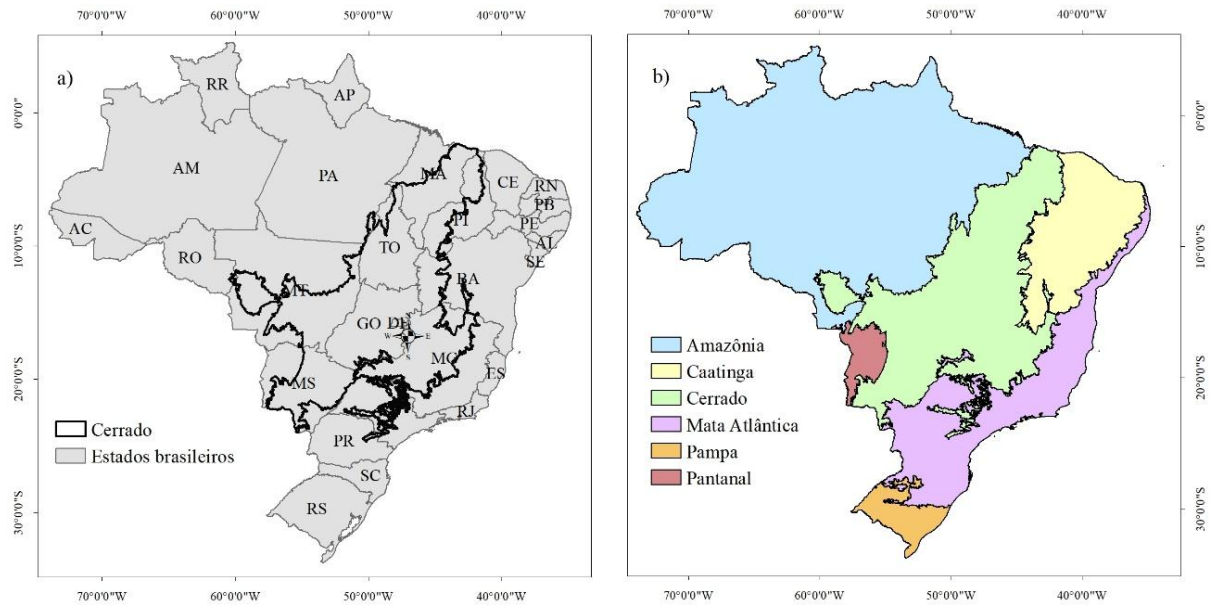 70°0'0"W 60°0'0"W 50°0'0"W 40°0'0"W
a)
RR
AP
AM
PA
MA
CE
RN
PB
PE
PI
AL
SE
AC
TO
RO
BA
MT
GO DF
W E
MG
ES
MS
RJ
PR
SC
RS
Cerrado
Estados brasileiros
0°0'0"
10°0'0"S
20°0'0"S
30°0'0"S
70°0'0"W 60°0'0"W 50°0'0"W 40°0'0"W
70°0'0"W 60°0'0"W 50°0'0"W 40°0'0"W
b)
Amazônia
Caatinga
Cerrado
Mata Atlântica
Pampa
Pantanal
0°0'0"
10°0'0"S
20°0'0"S
30°0'0"S
70°0'0"W 60°0'0"W 50°0'0"W 40°0'0"W